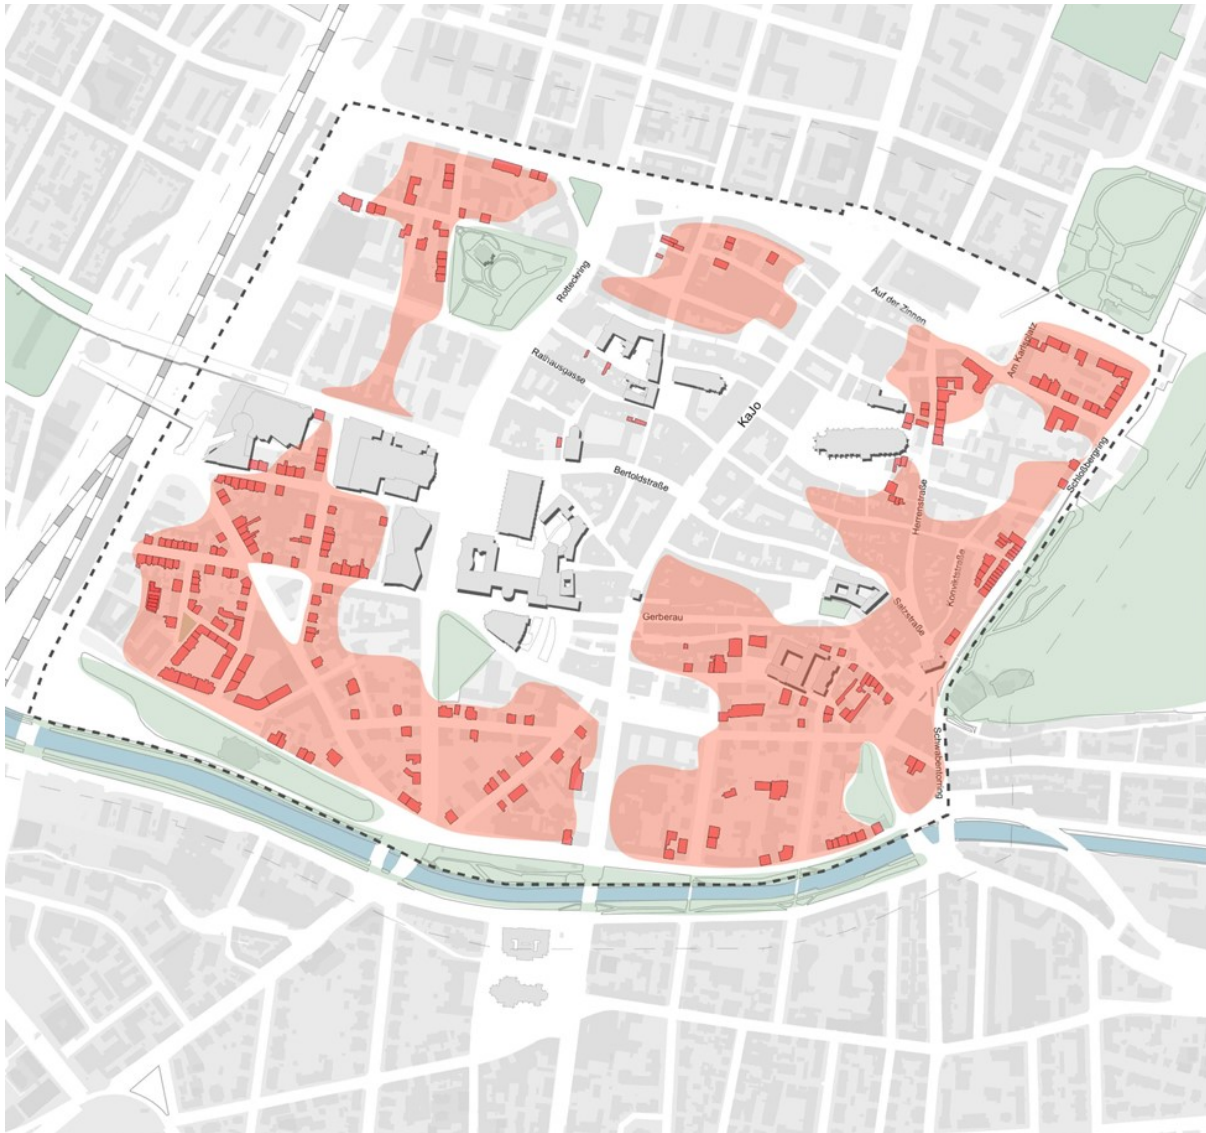 Rotteckring
Auf der Zinnen
Am Karlsplatz
Rathausgasse
KaJo
Schloßbergring
Bertoldstraße
Herrenstraße
Konviktstraße
Salzstraße
Gerberau
Schwabentorring